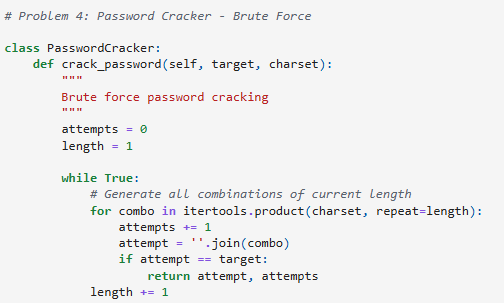 # Problem 4: Password Cracker - Brute Force
class PasswordCracker:
    def crack_password(self, target, charset):
        """
        Brute force password cracking
        """
        attempts = 0
        length = 1
        while True:
            # Generate all combinations of current length
            for combo in itertools.product(charset, repeat=length):
                attempts += 1
                attempt = ''.join(combo)
                if attempt == target:
                    return attempt, attempts
            length += 1